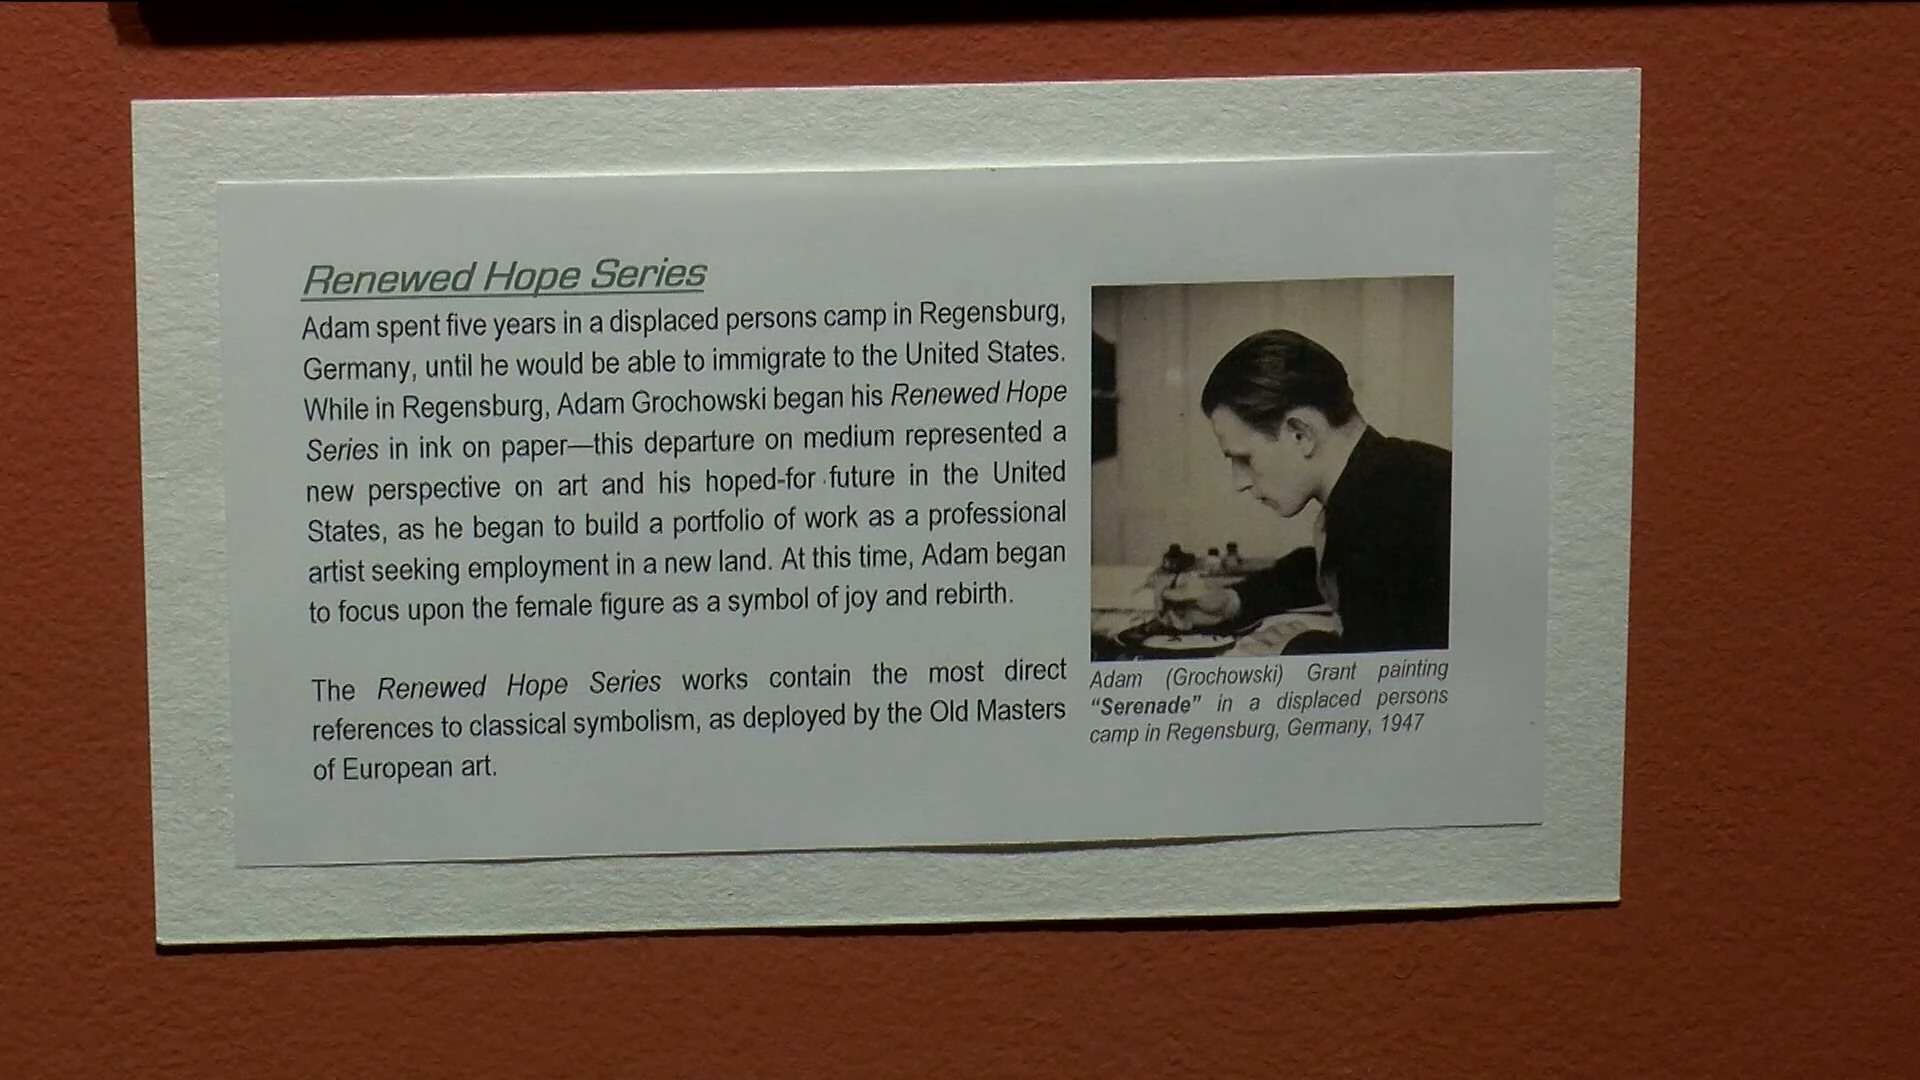 Renewed Hope Series
Adam spent five years in a displaced persons camp in Regensburg,
Germany, until he would be able to immigrate to the United States.
While in Regensburg, Adam Grochowski began his Renewed Hope
Series in ink on paper—this departure on medium represented a
new perspective on art and his hoped-for future in the United
States, as he began to build a portfolio of work as a professional
artist seeking employment in a new land. At this time, Adam began
to focus upon the female figure as a symbol of joy and rebirth.
The Renewed Hope Series works contain the most direct
references to classical symbolism, as deployed by the Old Masters
of European art.
Adam (Grochowski) Grant painting
“Serenade” in a displaced persons
camp in Regensburg, Germany, 1947